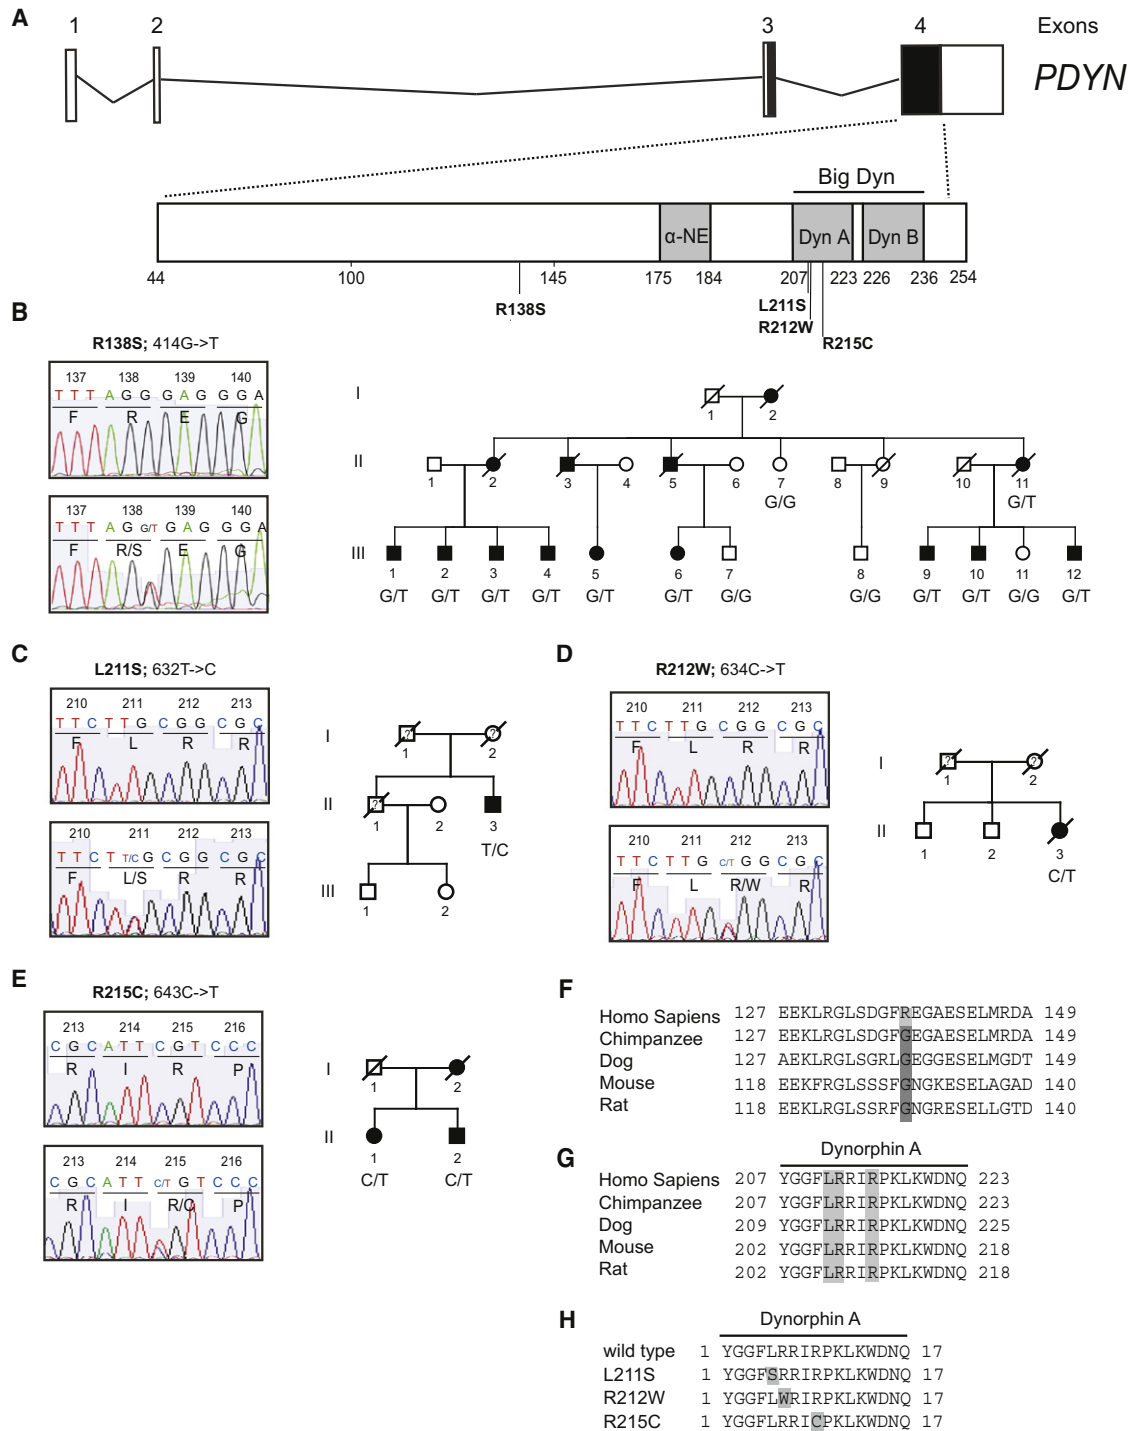 A
1 2 3 4 Exons
PDYN
Big Dyn
α-NE Dyn A Dyn B
44 100 145 175 184 207 223 226 236 254
R138S
L211S
R212W
R215C
B
R138S; 414G->T
137 138 139 140
T T T A G G G A G G G A
F R E G
137 138 139 140
T T T A G G/T G A G G G A
F R/S E G
I
1 2
II
1 2 3 4 5 6 7 8 9 10 11
G/G G/T
III
1 2 3 4 5 6 7 8 9 10 11 12
G/T G/T G/T G/T G/T G/T G/G G/G G/T G/T G/G G/T
C
L211S; 632T->C
210 211 212 213
T T C T T G C G G C G C
F L R R
210 211 212 213
T T C T T/C G C G G C G C
F L/S R R
I
? ?
1 2
II
?
1 2 3
T/C
III
1 2
D
R212W; 634C->T
210 211 212 213
T T C T T G C G G C G C
F L R R
210 211 212 213
T T C T T G C/T G G C G C
F L R/W R
I
? ?
1 2
II
1 2 3
C/T
E
R215C; 643C->T
213 214 215 216
C G C A T T C G T C C C
R I R P
213 214 215 216
C G C A T T C/T G T C C C
R I R/C P
I
1 2
II
1 2
C/T C/T
F
Homo Sapiens 127 EEKLRGLSDGFREGAESELMRDA 149
Chimpanzee 127 EEKLRGLSDGFGEGAESELMRDA 149
Dog 127 AEKLRGLSGRLGEGGESELMGDT 149
Mouse 118 EEKFRGLSSSFGNGKESELAGAD 140
Rat 118 EEKLRGLSSRFGNGRESELLGTD 140
G
Dynorphin A
Homo Sapiens 207 YGGFLRRIRPKLKWDNQ 223
Chimpanzee 207 YGGFLRRIRPKLKWDNQ 223
Dog 209 YGGFLRRIRPKLKWDNQ 225
Mouse 202 YGGFLRRIRPKLKWDNQ 218
Rat 202 YGGFLRRIRPKLKWDNQ 218
H
Dynorphin A
wild type 1 YGGFLRRIRPKLKWDNQ 17
L211S 1 YGGFSRRIRPKLKWDNQ 17
R212W 1 YGGFLWRIRPKLKWDNQ 17
R215C 1 YGGFLRRICPKLKWDNQ 17